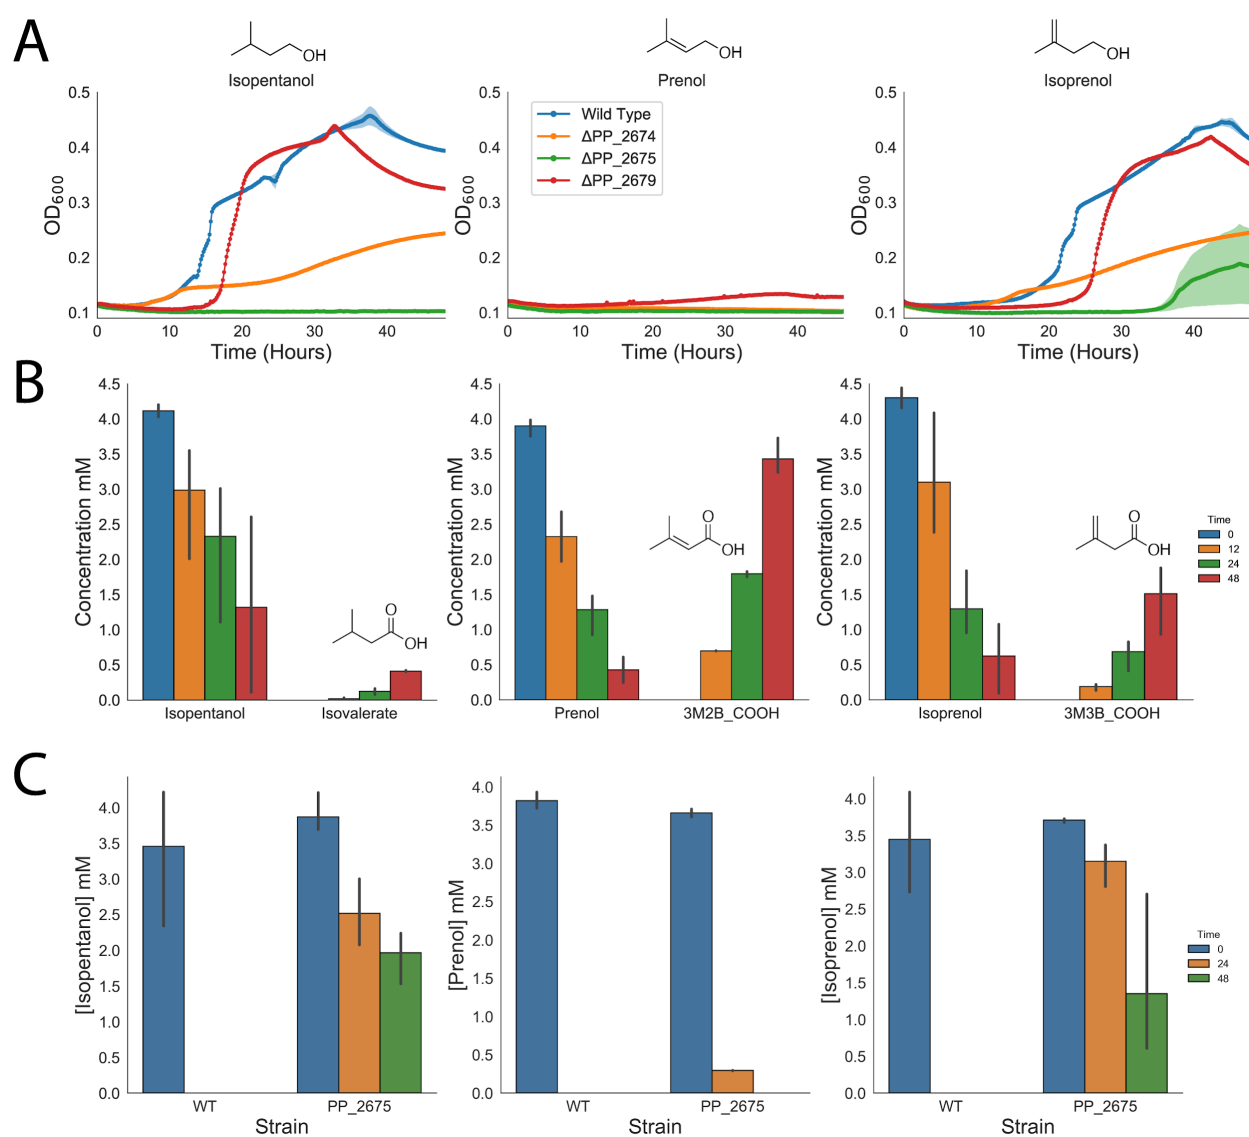 A
OH
OH
OH
Isopentanol
Prenol
Isoprenol
0.5
0.4
0.3
0.2
0.1
OD600
0
10
20
30
40
Time (Hours)
0.5
0.4
0.3
0.2
0.1
OD600
Wild Type
ΔPP_2674
ΔPP_2675
ΔPP_2679
0
10
20
30
40
Time (Hours)
0.5
0.4
0.3
0.2
0.1
OD600
0
10
20
30
40
Time (Hours)
B
4.5
4.0
3.5
3.0
2.5
2.0
1.5
1.0
0.5
0.0
Concentration mM
O
OH
Isopentanol
Isovalerate
4.5
4.0
3.5
3.0
2.5
2.0
1.5
1.0
0.5
0.0
Concentration mM
O
OH
Prenol
3M2B_COOH
4.5
4.0
3.5
3.0
2.5
2.0
1.5
1.0
0.5
0.0
Concentration mM
O
OH
Isoprenol
3M3B_COOH
Time
0
12
24
48
C
4.0
3.5
3.0
2.5
2.0
1.5
1.0
0.5
0.0
[Isopentanol] mM
WT
PP_2675
Strain
4.0
3.5
3.0
2.5
2.0
1.5
1.0
0.5
0.0
[Prenol] mM
WT
PP_2675
Strain
4.0
3.5
3.0
2.5
2.0
1.5
1.0
0.5
0.0
[Isoprenol] mM
WT
PP_2675
Strain
Time
0
24
48